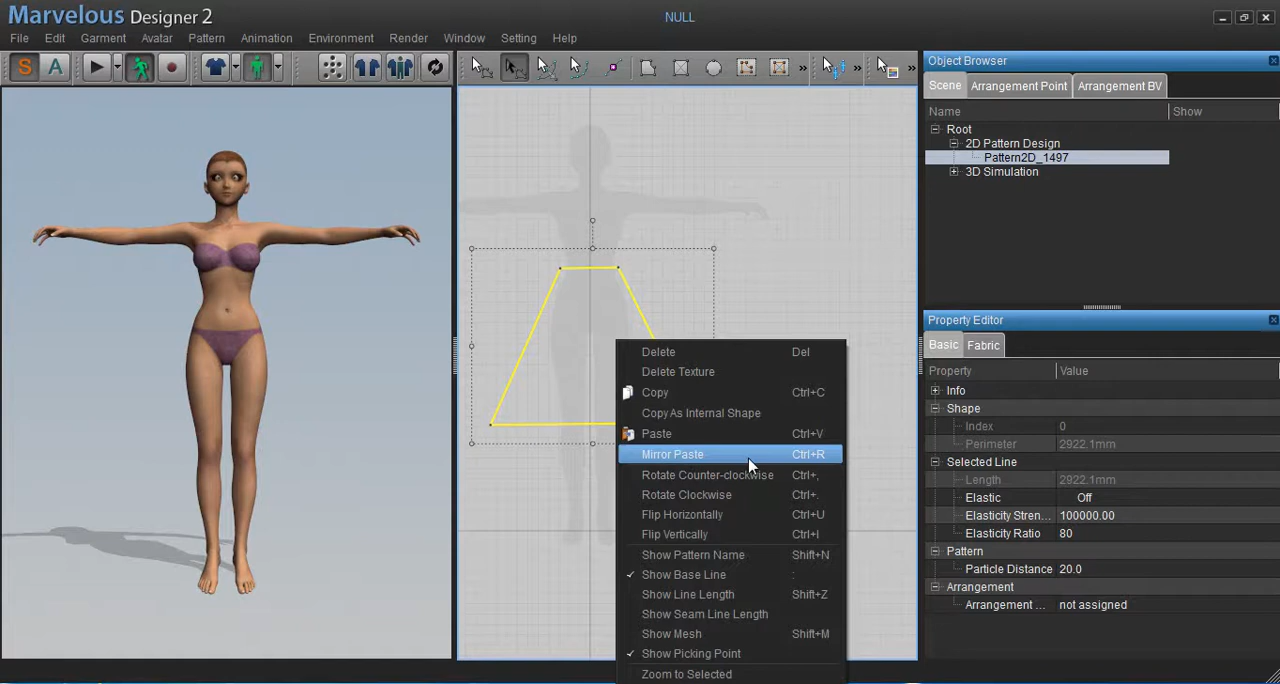 Marvelous Designer 2
NULL
File Edit Garment Avatar Pattern Animation Environment Render Window Setting Help
S A
Object Browser
Scene Arrangement Point Arrangement BV
Name Show
Root
2D Pattern Design
Pattern2D_1497
3D Simulation
Delete Del
Delete Texture
Copy Ctrl+C
Copy As Internal Shape
Paste Ctrl+V
Mirror Paste Ctrl+R
Rotate Counter-clockwise Ctrl+,
Rotate Clockwise Ctrl+.
Flip Horizontally Ctrl+U
Flip Vertically Ctrl+I
Show Pattern Name Shift+N
Show Base Line :
Show Line Length Shift+Z
Show Seam Line Length
Show Mesh Shift+M
Show Picking Point
Zoom to Selected
Property Editor
Basic Fabric
Property Value
Info
Shape
Index 0
Perimeter 2922.1mm
Selected Line
Length 2922.1mm
Elastic Off
Elasticity Stren... 100000.00
Elasticity Ratio 80
Pattern
Particle Distance 20.0
Arrangement
Arrangement ... not assigned